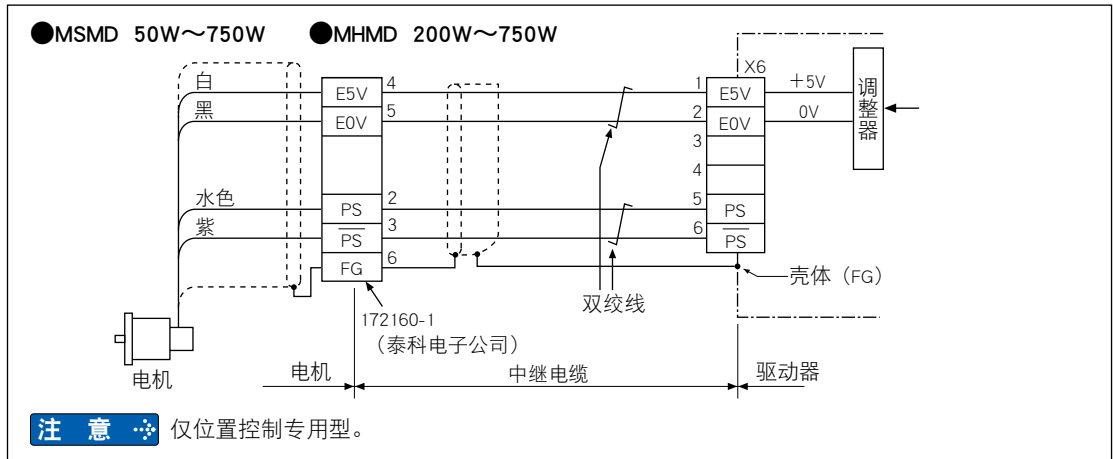 ●MSMD 50W～750W ●MHMD 200W～750W
X6
白 E5V 4 1 E5V ＋5V 调整器
黑 E0V 5 2 E0V 0V
3
4
水色 PS 2 5 PS
紫 P̅S̅ 3 6 P̅S̅
FG 6
壳体（FG）
双绞线
172160-1
（泰科电子公司）
电机
电机 中继电缆 驱动器
注 意 仅位置控制专用型。